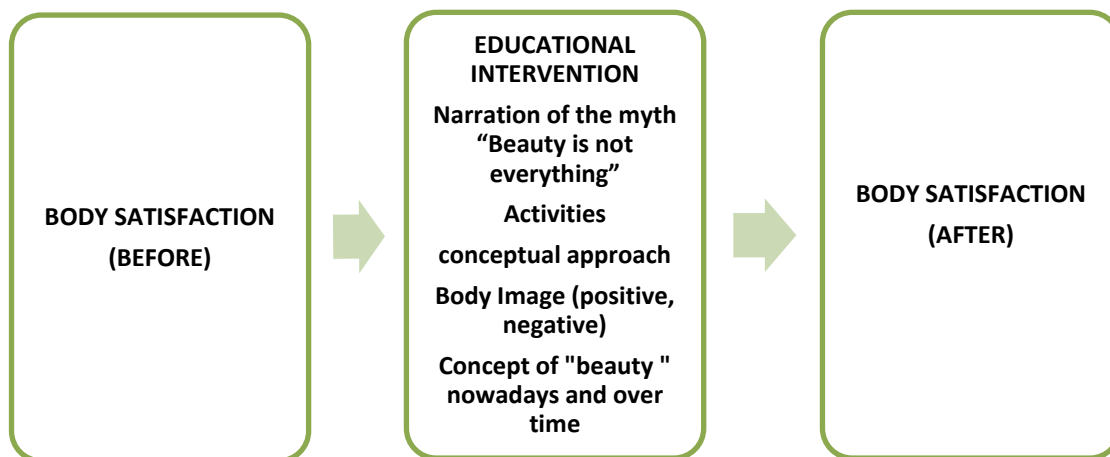 BODY SATISFACTION
(BEFORE)
EDUCATIONAL
INTERVENTION
Narration of the myth
“Beauty is not
everything”
Activities
conceptual approach
Body Image (positive,
negative)
Concept of "beauty "
nowadays and over
time
BODY SATISFACTION
(AFTER)